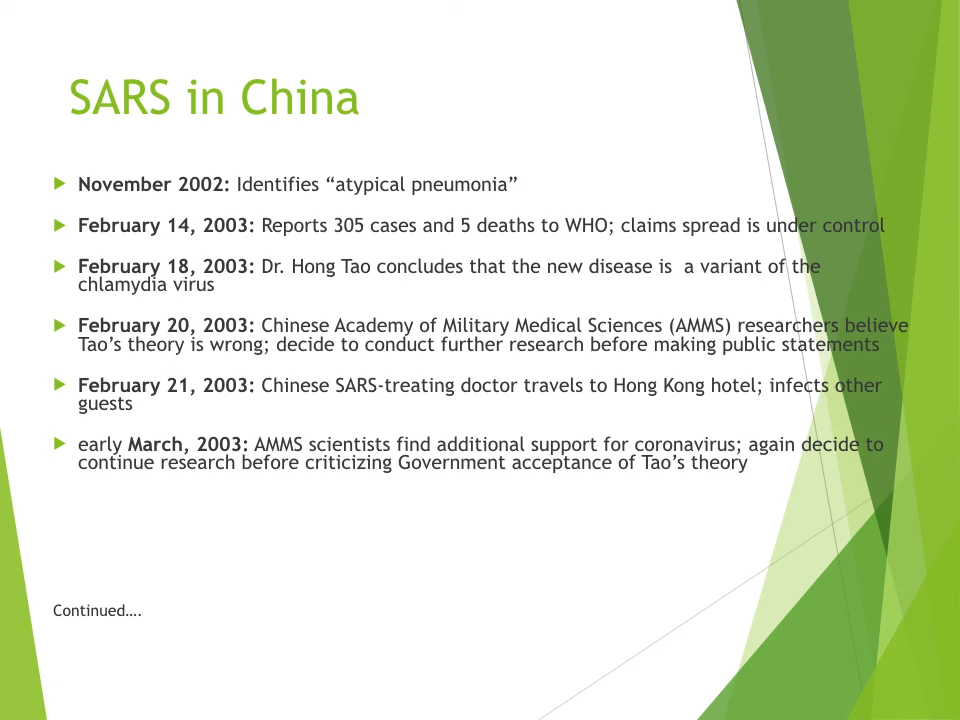 SARS in China
November 2002: Identifies “atypical pneumonia”
February 14, 2003: Reports 305 cases and 5 deaths to WHO; claims spread is under control
February 18, 2003: Dr. Hong Tao concludes that the new disease is  a variant of the
chlamydia virus
February 20, 2003: Chinese Academy of Military Medical Sciences (AMMS) researchers believe
Tao’s theory is wrong; decide to conduct further research before making public statements
February 21, 2003: Chinese SARS-treating doctor travels to Hong Kong hotel; infects other
guests
early March, 2003: AMMS scientists find additional support for coronavirus; again decide to
continue research before criticizing Government acceptance of Tao’s theory
Continued….